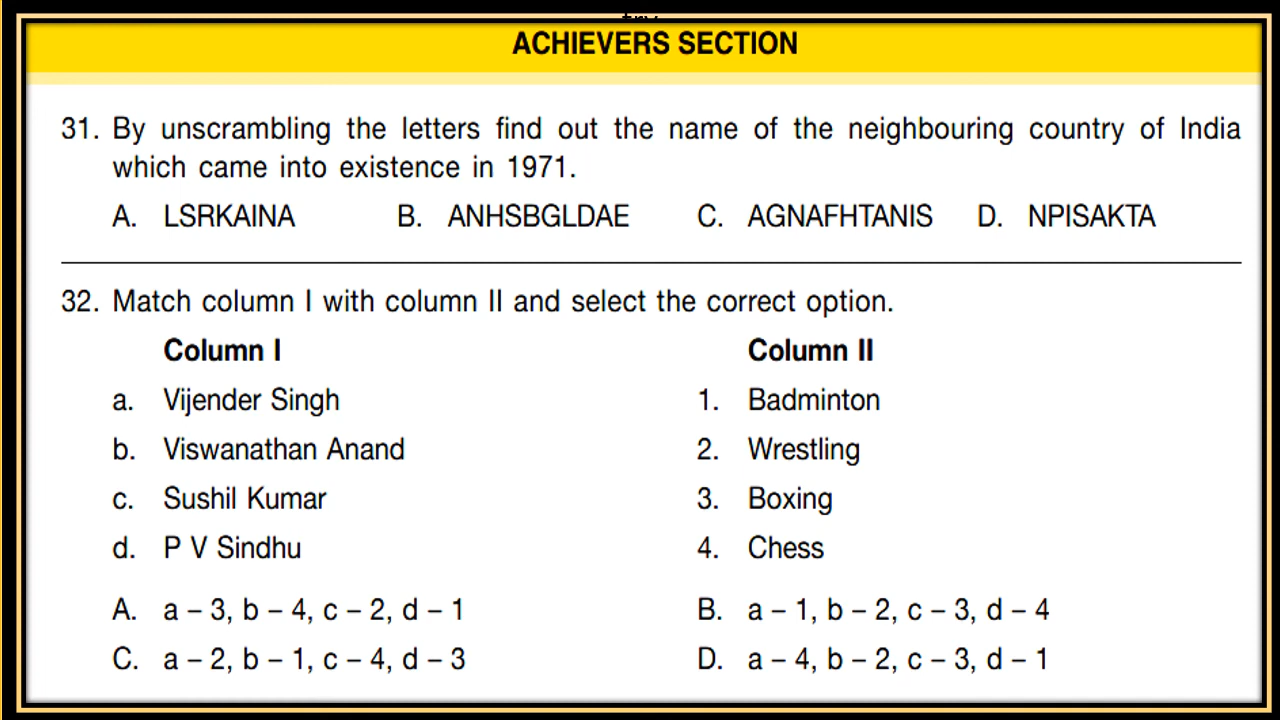 ACHIEVERS SECTION
31. By unscrambling the letters find out the name of the neighbouring country of India
which came into existence in 1971.
A. LSRKAINA B. ANHSBGLDAE C. AGNAFHTANIS D. NPISAKTA
32. Match column I with column II and select the correct option.
Column I Column II
a. Vijender Singh 1. Badminton
b. Viswanathan Anand 2. Wrestling
c. Sushil Kumar 3. Boxing
d. P V Sindhu 4. Chess
A. a – 3, b – 4, c – 2, d – 1 B. a – 1, b – 2, c – 3, d – 4
C. a – 2, b – 1, c – 4, d – 3 D. a – 4, b – 2, c – 3, d – 1